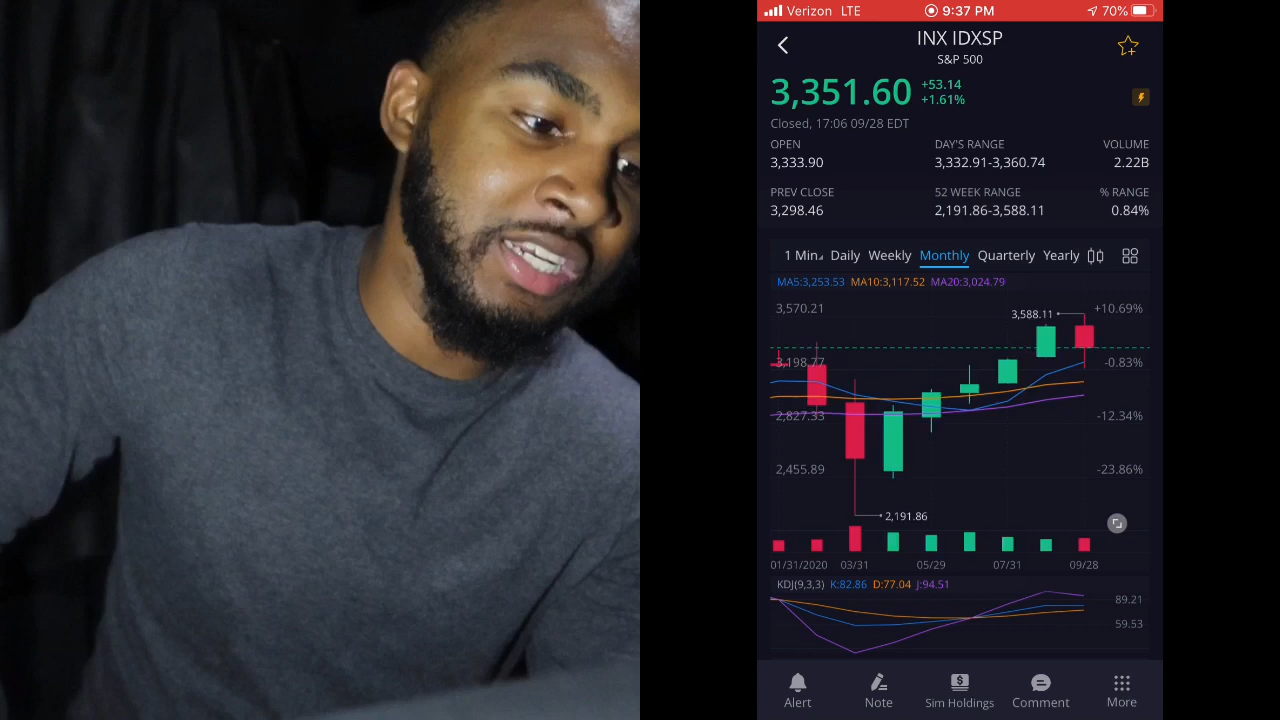 Verizon LTE 9:37 PM 70%
INX IDXSP
S&P 500
3,351.60 +53.14
+1.61%
Closed, 17:06 09/28 EDT
OPEN DAY'S RANGE VOLUME
3,333.90 3,332.91-3,360.74 2.22B
PREV CLOSE 52 WEEK RANGE % RANGE
3,298.46 2,191.86-3,588.11 0.84%
1 Min Daily Weekly Monthly Quarterly Yearly
MA5:3,253.53 MA10:3,117.52 MA20:3,024.79
3,570.21 3,588.11 +10.69%
3,198.77 -0.83%
2,827.33 -12.34%
2,455.89 -23.86%
2,191.86
01/31/2020 03/31 05/29 07/31 09/28
KDJ(9,3,3) K:82.86 D:77.04 J:94.51
89.21
59.53
Alert Note Sim Holdings Comment More